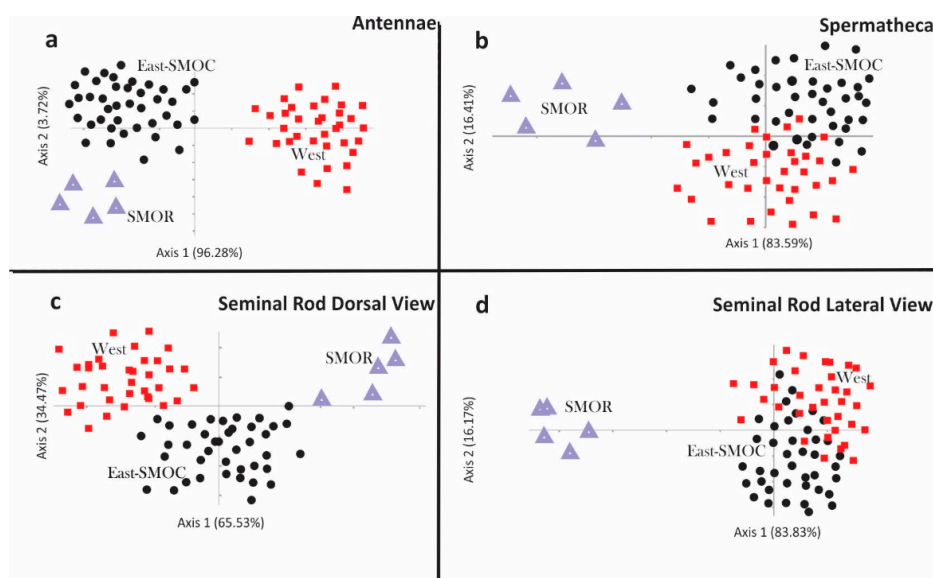 a
Antennae
East-SMOC
West
SMOR
Axis 2 (3.72%)
Axis 1 (96.28%)
b
Spermatheca
East-SMOC
SMOR
West
Axis 2 (16.41%)
Axis 1 (83.59%)
c
Seminal Rod Dorsal View
West
SMOR
East-SMOC
Axis 2 (34.47%)
Axis 1 (65.53%)
d
Seminal Rod Lateral View
West
SMOR
East-SMOC
Axis 2 (16.17%)
Axis 1 (83.83%)